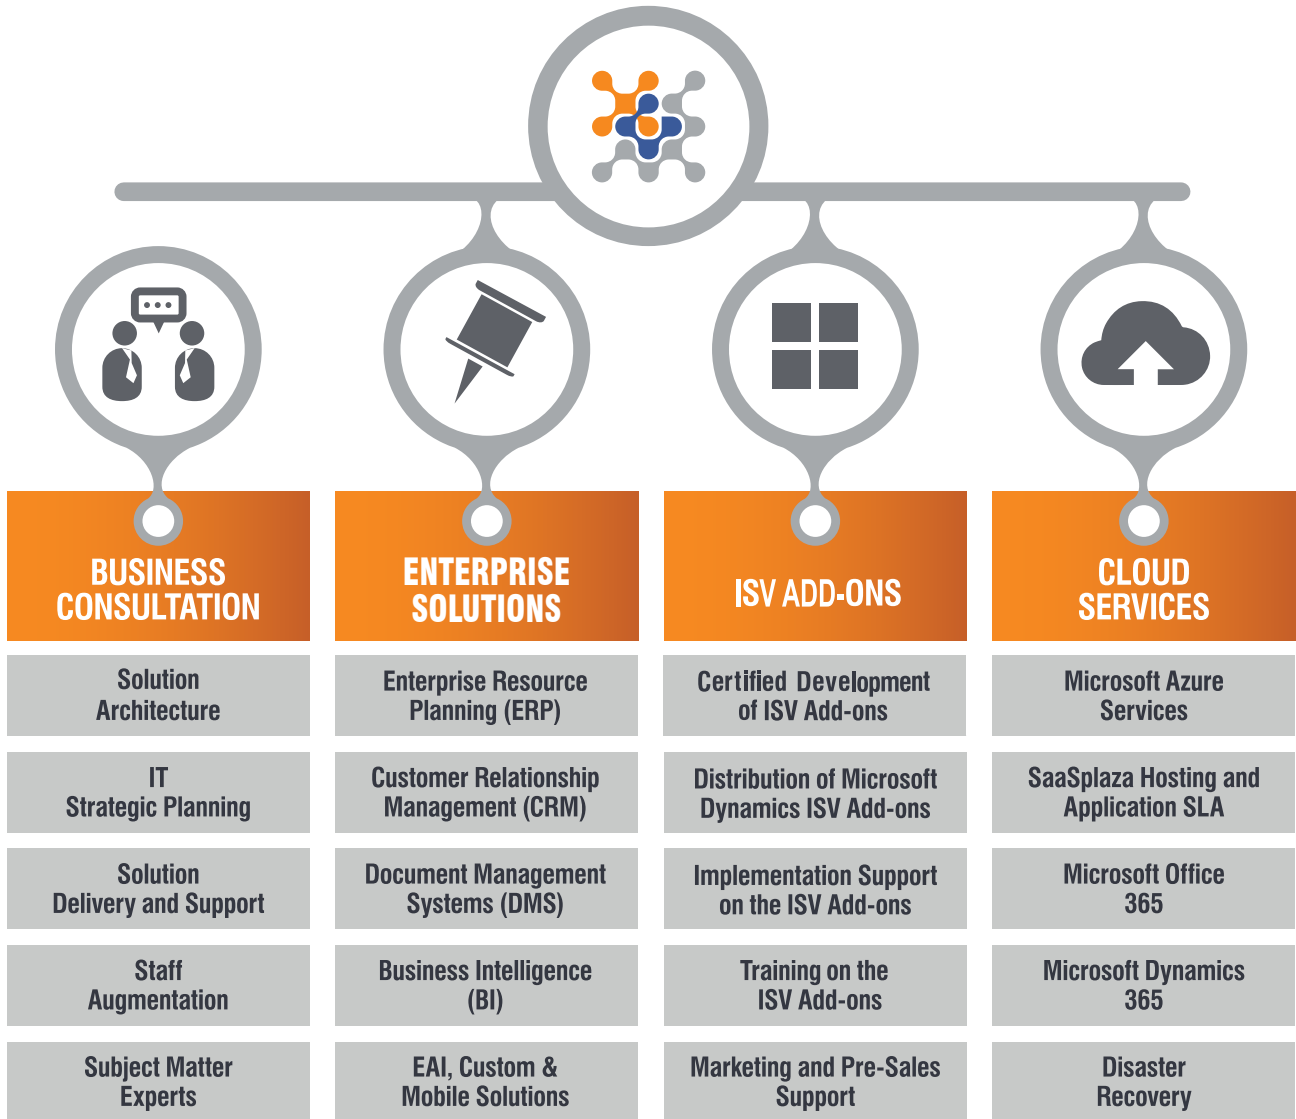 BUSINESS
CONSULTATION
Solution
Architecture
IT
Strategic Planning
Solution
Delivery and Support
Staff
Augmentation
Subject Matter
Experts
ENTERPRISE
SOLUTIONS
Enterprise Resource
Planning (ERP)
Customer Relationship
Management (CRM)
Document Management
Systems (DMS)
Business Intelligence
(BI)
EAI, Custom &
Mobile Solutions
ISV ADD-ONS
Certified Development
of ISV Add-ons
Distribution of Microsoft
Dynamics ISV Add-ons
Implementation Support
on the ISV Add-ons
Training on the
ISV Add-ons
Marketing and Pre-Sales
Support
CLOUD
SERVICES
Microsoft Azure
Services
SaaSplaza Hosting and
Application SLA
Microsoft Office
365
Microsoft Dynamics
365
Disaster
Recovery